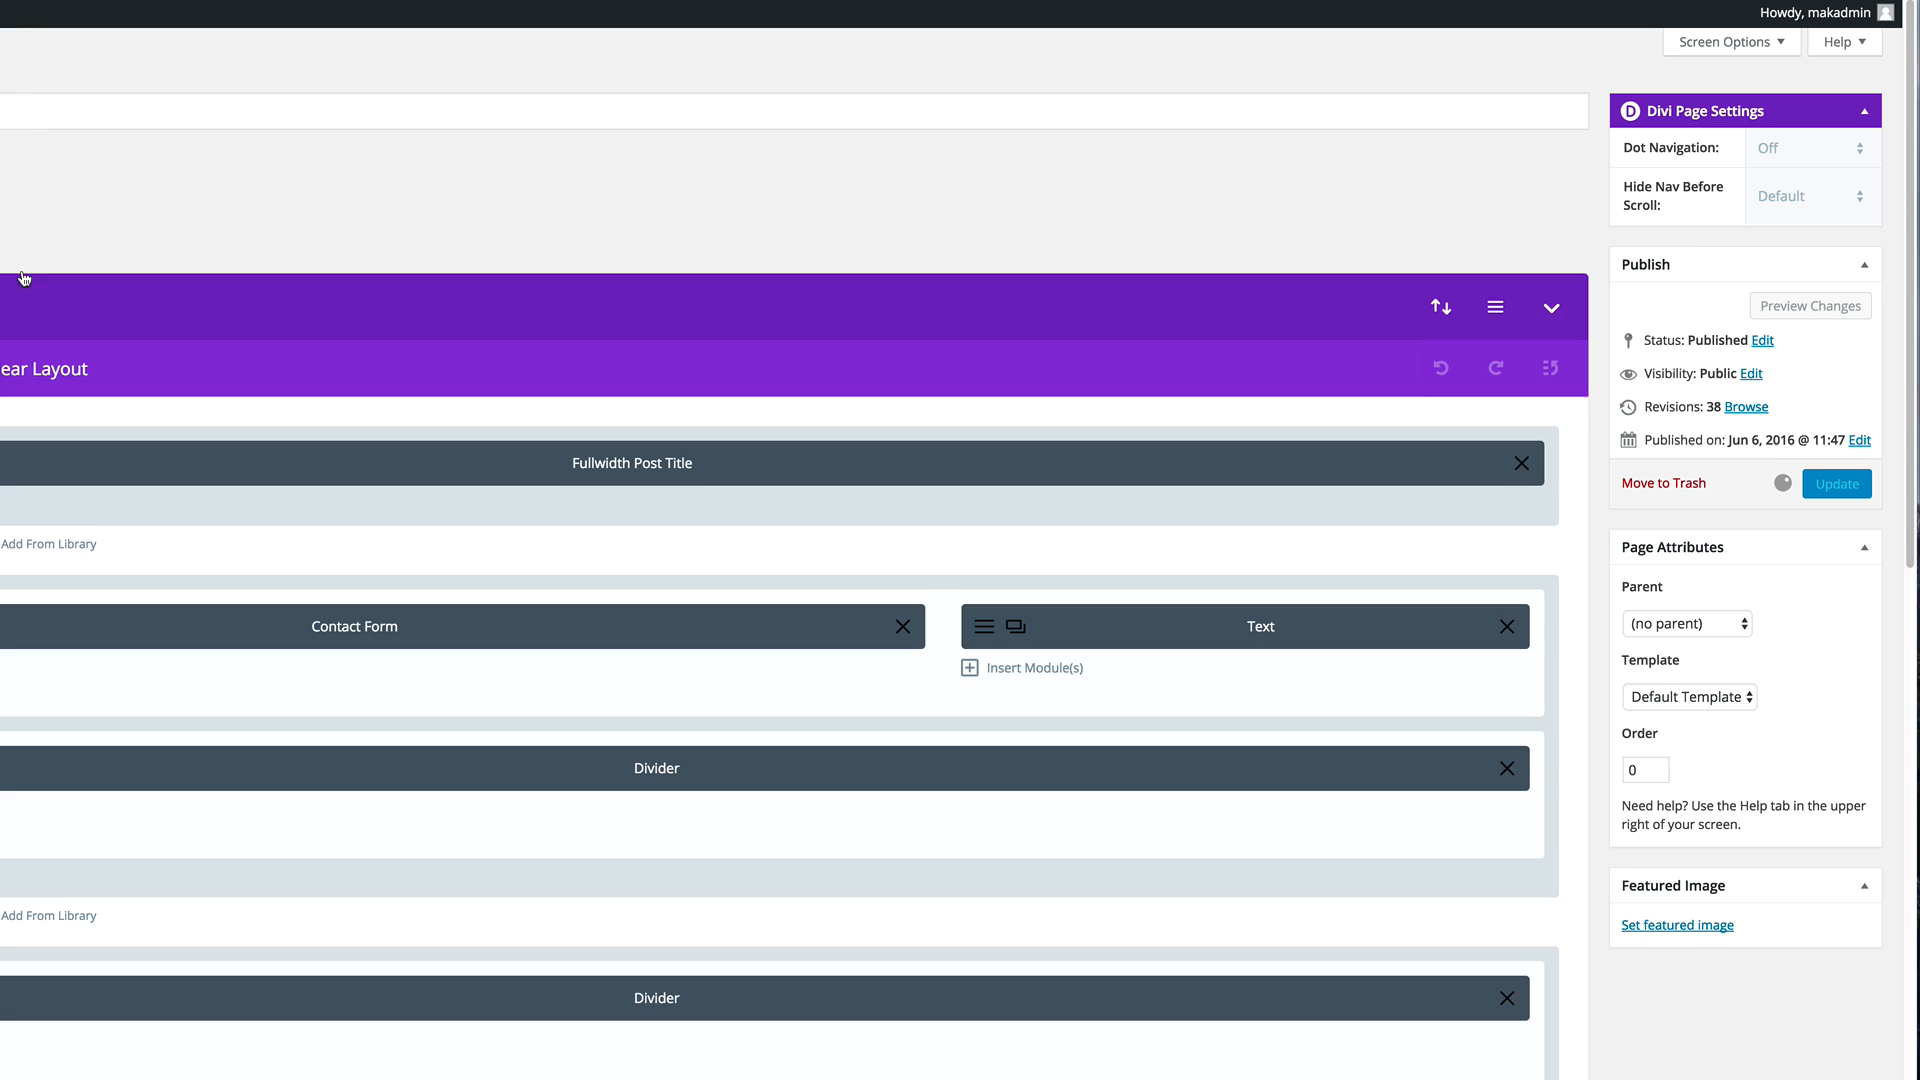 Howdy, makadmin
Screen Options
Help
Divi Page Settings
Dot Navigation:
Off
Hide Nav Before
Scroll:
Default
Publish
Preview Changes
Status: Published Edit
Visibility: Public Edit
Revisions: 38 Browse
Published on: Jun 6, 2016 @ 11:47 Edit
Move to Trash
Update
Page Attributes
Parent
(no parent)
Template
Default Template
Order
0
Need help? Use the Help tab in the upper
right of your screen.
Featured Image
Set featured image
ear Layout
Fullwidth Post Title
Add From Library
Contact Form
Text
Insert Module(s)
Divider
Add From Library
Divider